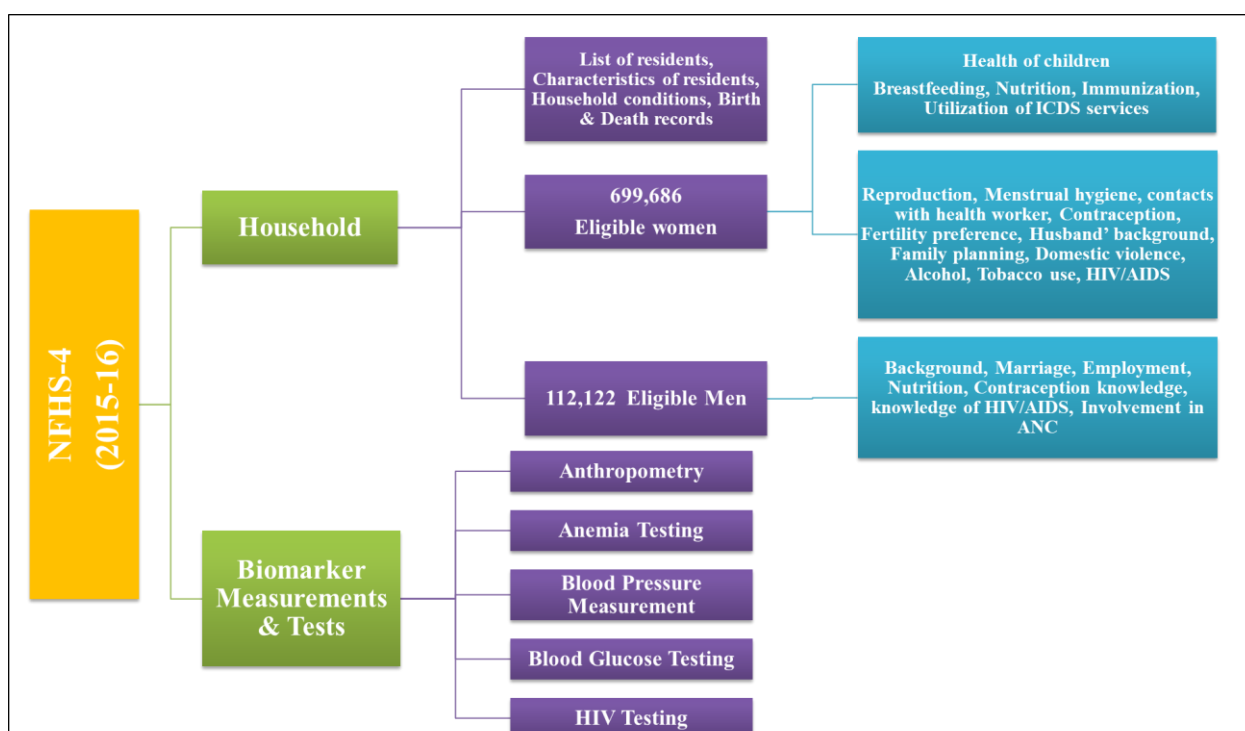 NFHS-4
(2015-16)
Household
Biomarker
Measurements
& Tests
List of residents,
Characteristics of residents,
Household conditions, Birth
& Death records
699,686
Eligible women
112,122 Eligible Men
Anthropometry
Anemia Testing
Blood Pressure
Measurement
Blood Glucose Testing
HIV Testing
Health of children
Breastfeeding, Nutrition, Immunization,
Utilization of ICDS services
Reproduction, Menstrual hygiene, contacts
with health worker, Contraception,
Fertility preference, Husband’ background,
Family planning, Domestic violence,
Alcohol, Tobacco use, HIV/AIDS
Background, Marriage, Employment,
Nutrition, Contraception knowledge,
knowledge of HIV/AIDS, Involvement in
ANC